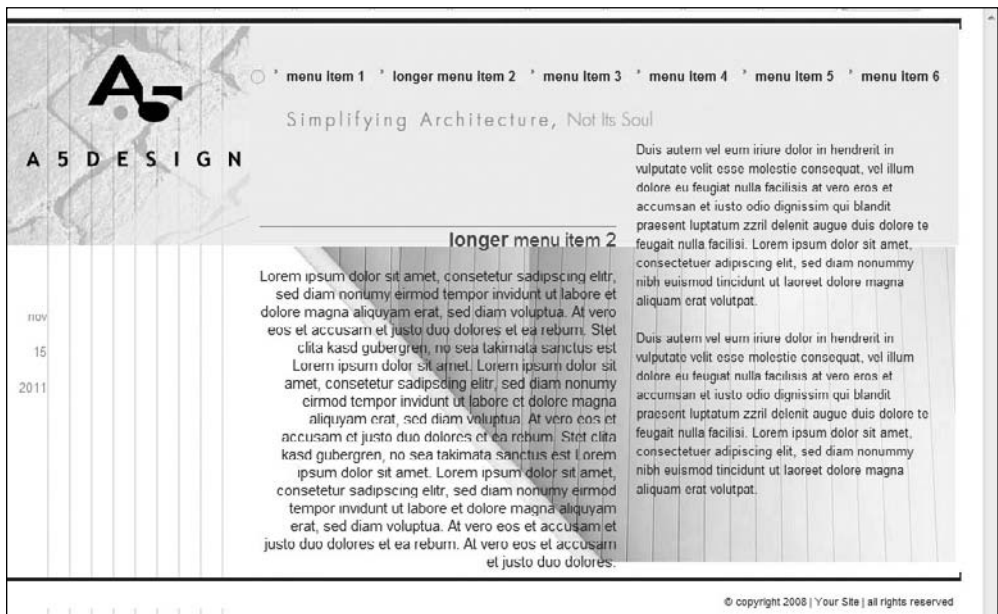 A5
A5DESIGN
menu item 1 menu item longer menu item 2 menu item 3 menu item 4 menu item 5 menu item 6
Simplifying Architecture, Not Its Soul
longer menu item 2
Lorem ipsum dolor sit amet, consetetur sadipscing elitr,
sed diam nonumy eirmod tempor invidunt ut labore et
dolore magna aliquyam erat, sed diam voluptua. At vero
eos et accusam et justo duo dolores et ea rebum. Stet
clita kasd gubergren, no sea takimata sanctus est
Lorem ipsum dolor sit amet. Lorem ipsum dolor sit
amet, consetetur sadipscing elitr, sed diam nonumy
eirmod tempor invidunt ut labore et dolore magna
aliquyam erat, sed diam voluptua. At vero eos et
accusam et justo duo dolores et ea rebum. Stet clita
kasd gubergren, no sea takimata sanctus est Lorem
ipsum dolor sit amet. Lorem ipsum dolor sit amet,
consetetur sadipscing elitr, sed diam nonumy eirmod
tempor invidunt ut labore et dolore magna aliquyam
erat, sed diam voluptua. At vero eos et accusam et
justo duo dolores et ea rebum. At vero eos et accusam
et justo duo dolores.
Duis autem vel eum iriure dolor in hendrerit in
vulputate velit esse molestie consequat, vel illum
dolore eu feugiat nulla facilisis at vero eros et
accumsan et iusto odio dignissim qui blandit
praesent luptatum zzril delenit augue duis dolore te
feugait nulla facilisi. Lorem ipsum dolor sit amet,
consectetuer adipiscing elit, sed diam nonummy
nibh euismod tincidunt ut laoreet dolore magna
aliquam erat volutpat.
Duis autem vel eum iriure dolor in hendrerit in
vulputate velit esse molestie consequat, vel illum
dolore eu feugiat nulla facilisis at vero eros et
accumsan et iusto odio dignissim qui blandit
praesent luptatum zzril delenit augue duis dolore te
feugait nulla facilisi. Lorem ipsum dolor sit amet,
consectetuer adipiscing elit, sed diam nonummy
nibh euismod tincidunt ut laoreet dolore magna
aliquam erat volutpat.
nov
15
2011
© copyright 2008 | Your Site | all rights reserved